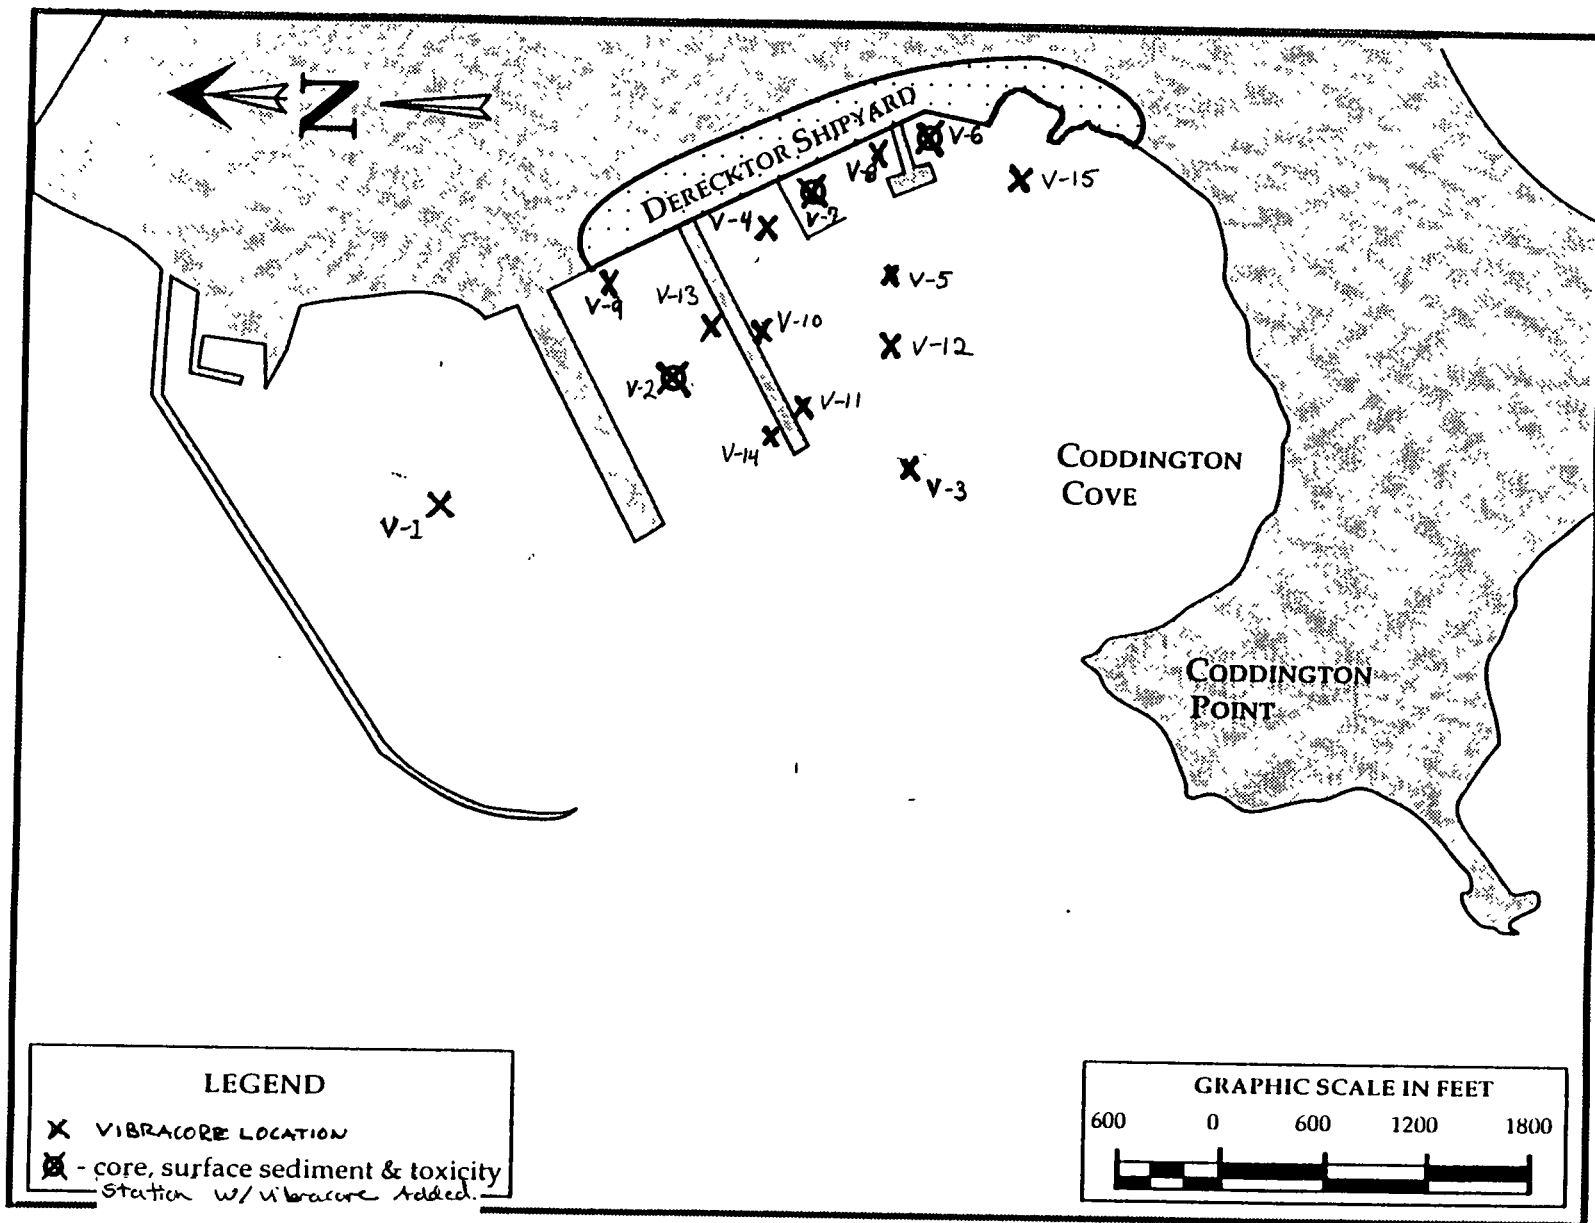 N
DERECKTOR SHIPYARD
V-6
V-8
V-15
V-7
V-4
V-5
V-9
V-13
V-10
V-12
V-2
V-11
V-14
V-3
V-1
CODDINGTON
COVE
CODDINGTON
POINT
LEGEND
X VIBRACORE LOCATION
- core, surface sediment & toxicity
Station w/ vibracore Added.
GRAPHIC SCALE IN FEET
600 0 600 1200 1800